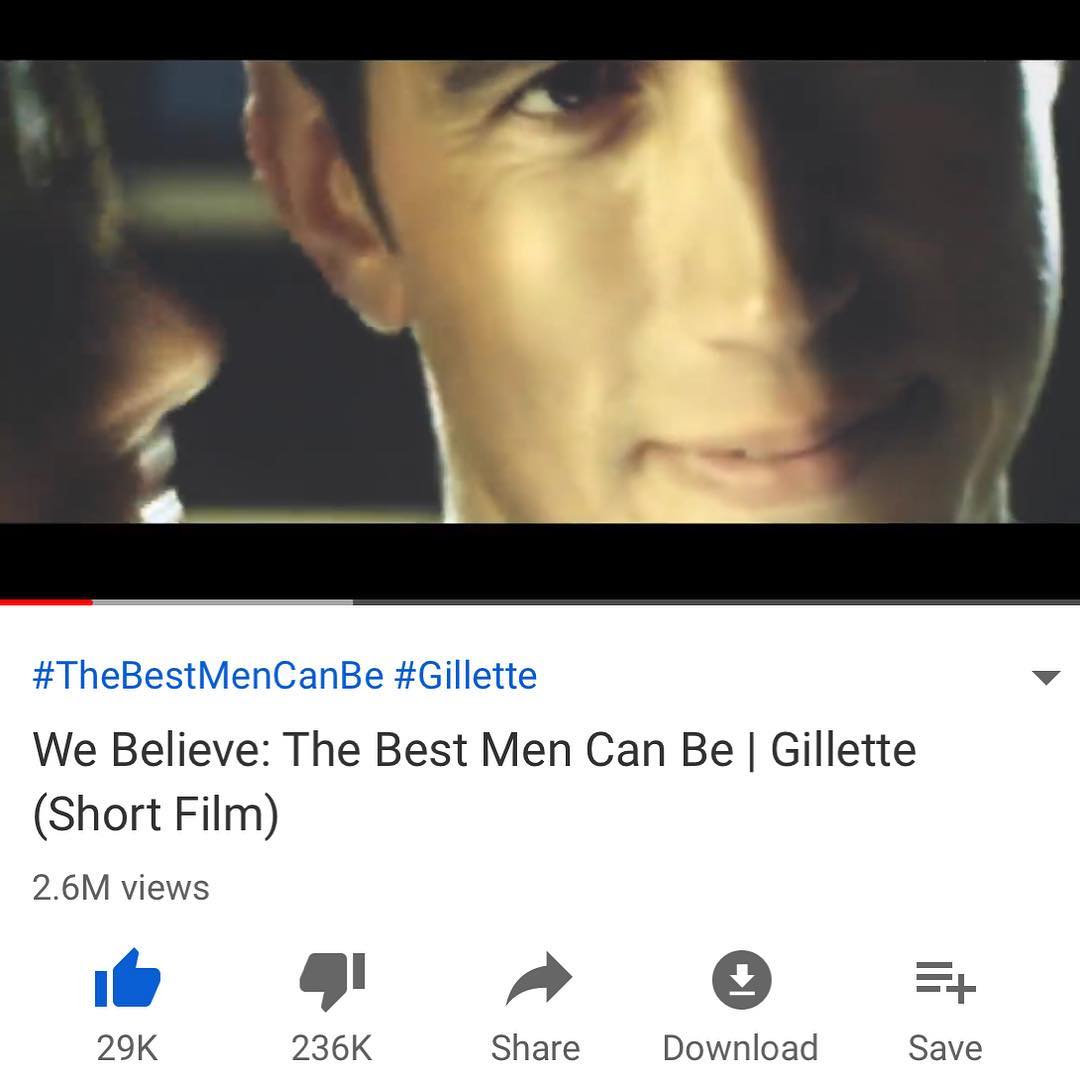 #TheBestMenCanBe #Gillette
We Believe: The Best Men Can Be | Gillette
(Short Film)
2.6M views
29K 236K Share Download Save